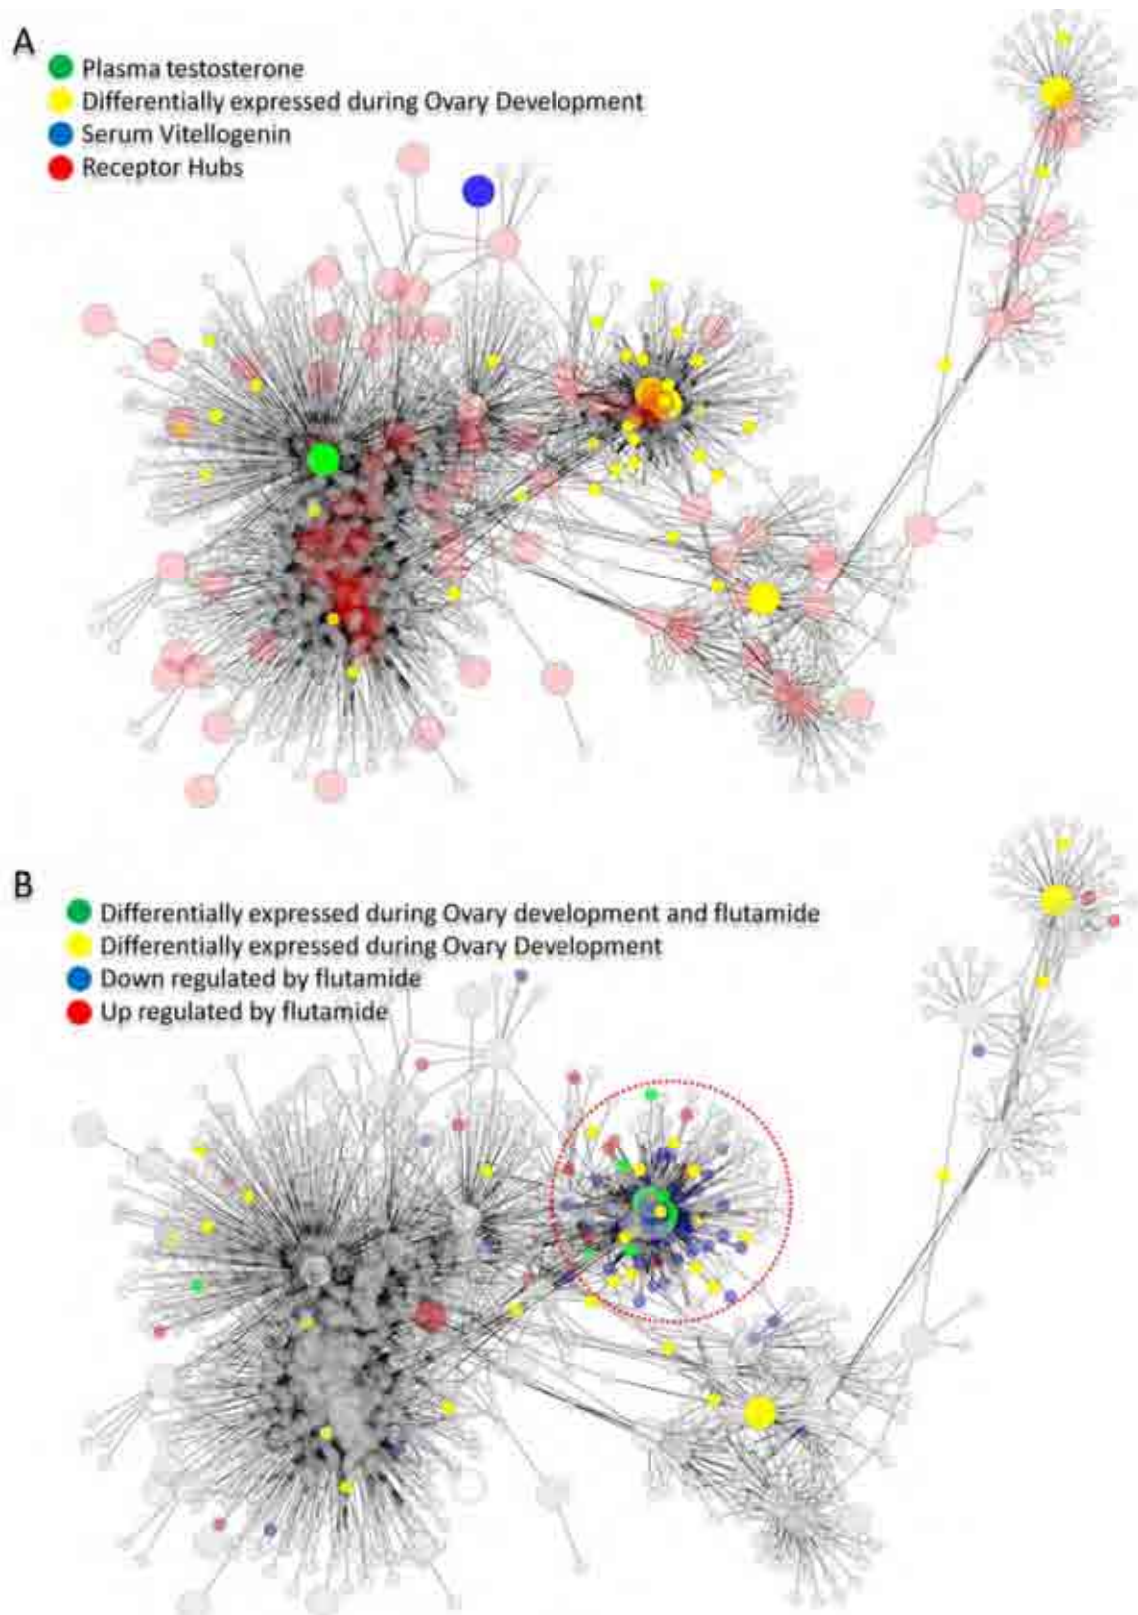 A
Plasma testosterone
Differentially expressed during Ovary Development
Serum Vitellogenin
Receptor Hubs
B
Differentially expressed during Ovary development and flutamide
Differentially expressed during Ovary Development
Down regulated by flutamide
Up regulated by flutamide